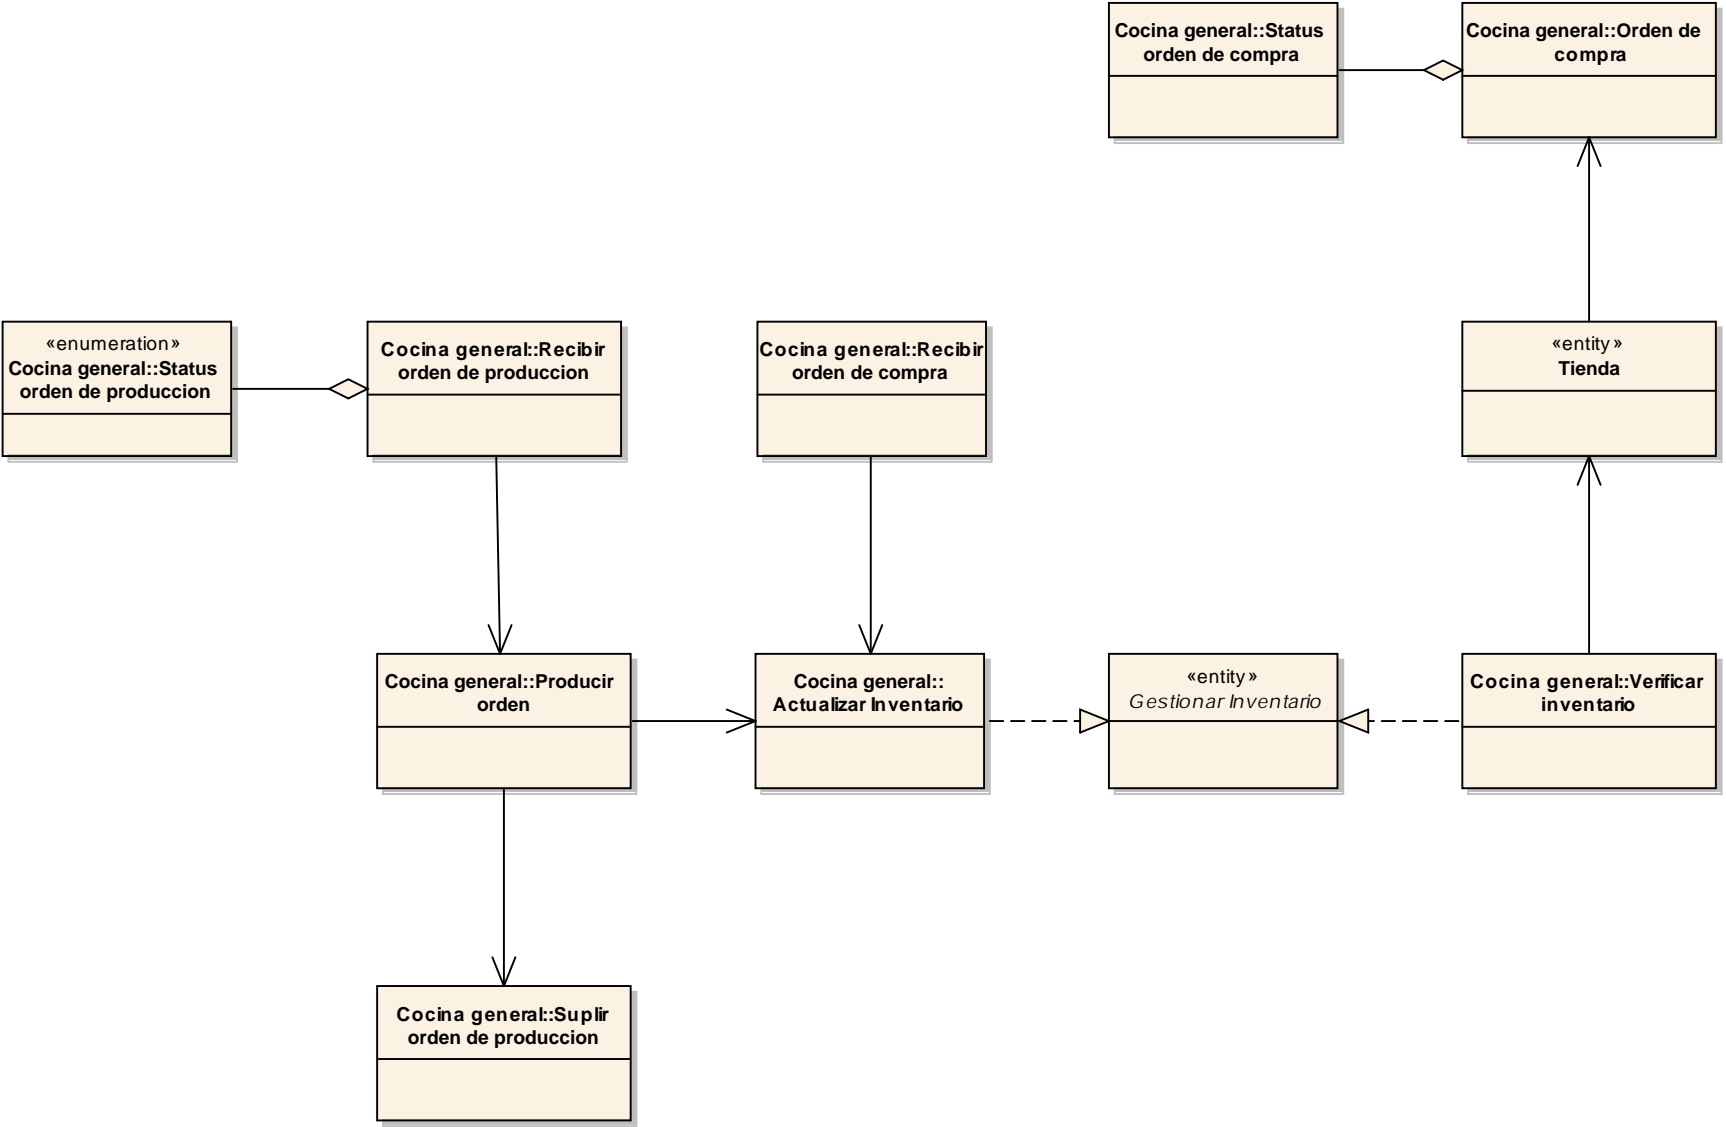 Cocina general::Status
orden de compra
Cocina general::Orden de
compra
«enumeration»
Cocina general::Status
orden de produccion
Cocina general::Recibir
orden de produccion
Cocina general::Recibir
orden de compra
«entity»
Tienda
Cocina general::Producir
orden
Cocina general::
Actualizar Inventario
«entity»
Gestionar Inventario
Cocina general::Verificar
inventario
Cocina general::Suplir
orden de produccion